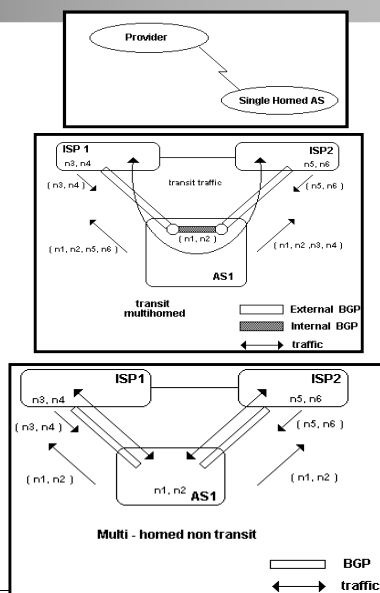 Provider
Single Homed AS
ISP 1
ISP2
n3, n4
n5, n6
transit traffic
( n3, n4 )
( n5, n6 )
( n1, n2 )
( n1, n2, n5, n6 )
( n1, n2 ,n3, n4 )
AS1
transit
multihomed
External BGP
Internal BGP
traffic
ISP1
ISP2
n3, n4
n5, n6
( n3, n4 )
( n5, n6 )
( n1, n2 )
( n1, n2 )
n1, n2
AS1
Multi - homed non transit
BGP
traffic